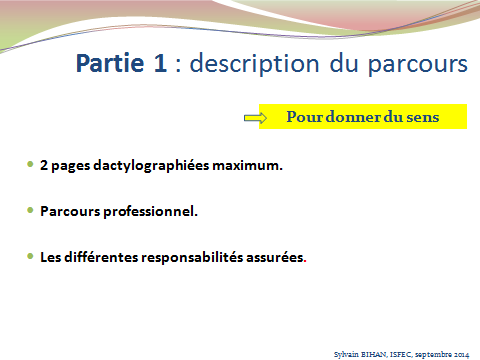 Partie 1 : description du parcours
Pour donner du sens
• 2 pages dactylographiées maximum.
• Parcours professionnel.
• Les différentes responsabilités assurées.
Sylvain BIHAN, ISFEC, septembre 2014